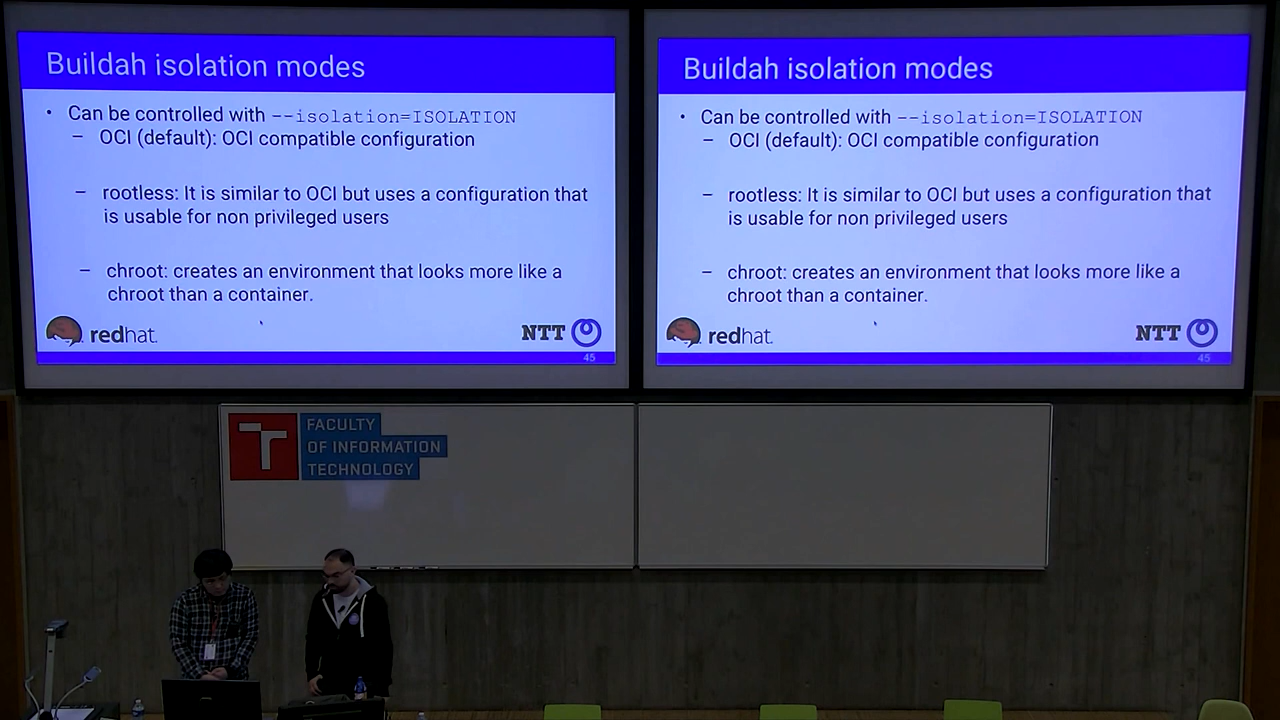 Buildah isolation modes
• Can be controlled with --isolation=ISOLATION
– OCI (default): OCI compatible configuration
– rootless: It is similar to OCI but uses a configuration that
is usable for non privileged users
– chroot: creates an environment that looks more like a
chroot than a container.
redhat.
NTT
45
Buildah isolation modes
• Can be controlled with --isolation=ISOLATION
– OCI (default): OCI compatible configuration
– rootless: It is similar to OCI but uses a configuration that
is usable for non privileged users
– chroot: creates an environment that looks more like a
chroot than a container.
redhat.
NTT
45
FACULTY
OF INFORMATION
TECHNOLOGY